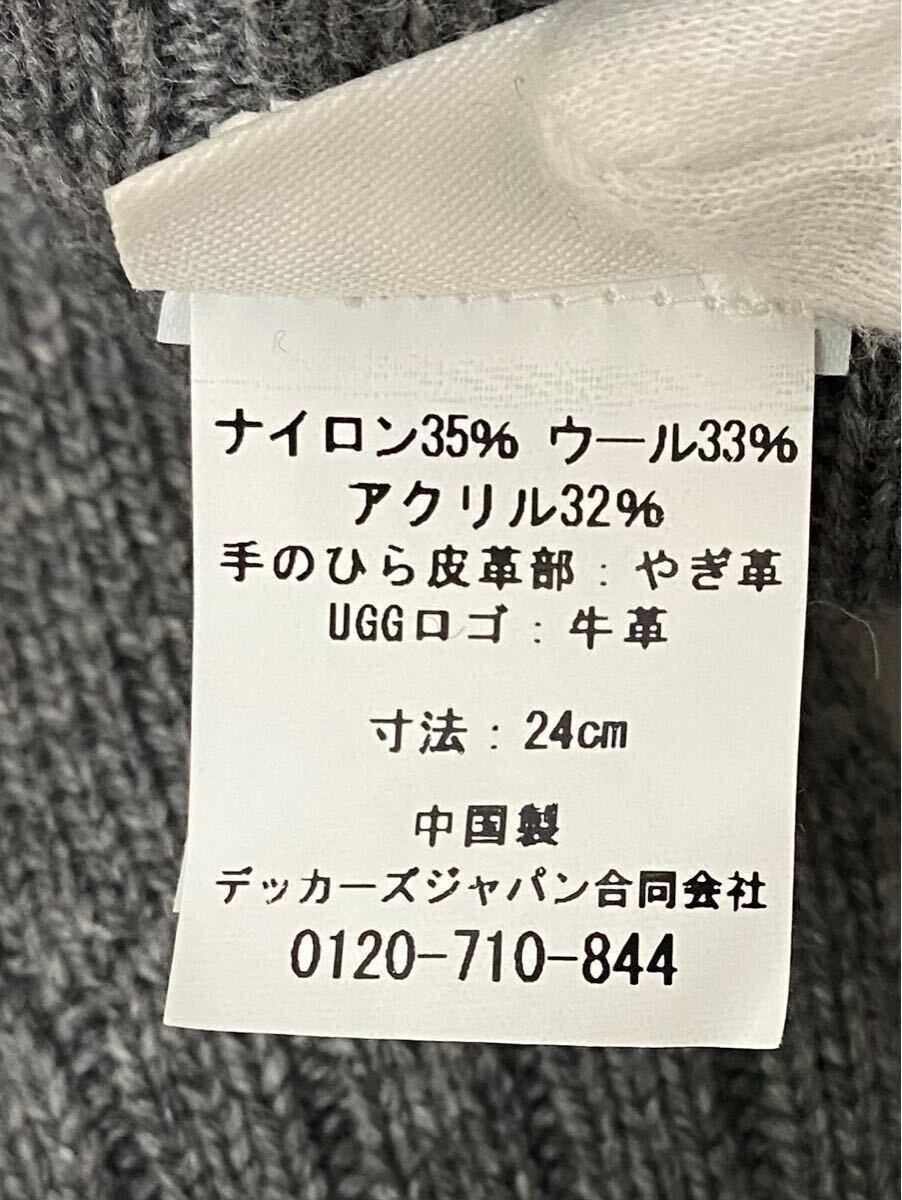 ナイロン35% ウール33%
アクリル32%
手のひら皮革部：やぎ革
UGGロゴ：牛革
寸法：24cm
中国製
デッカーズジャパン合同会社
0120-710-844